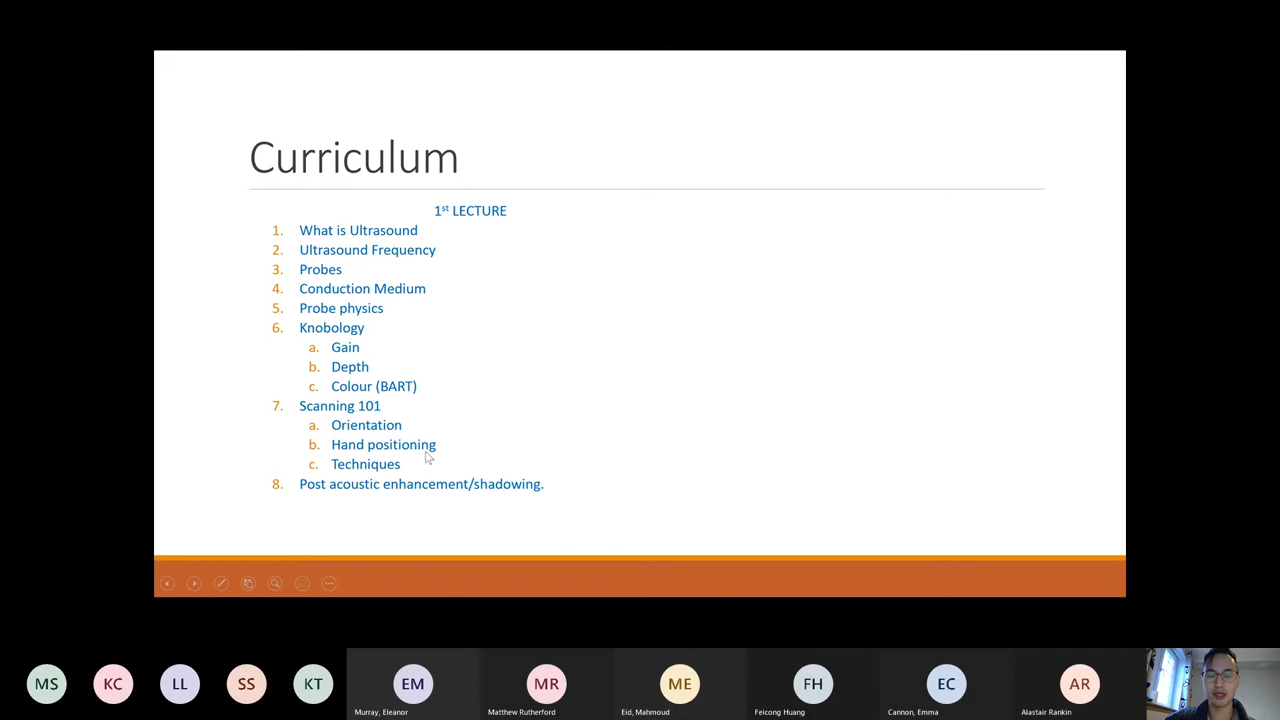 Curriculum
1st LECTURE
1. What is Ultrasound
2. Ultrasound Frequency
3. Probes
4. Conduction Medium
5. Probe physics
6. Knobology
a. Gain
b. Depth
c. Colour (BART)
7. Scanning 101
a. Orientation
b. Hand positioning
c. Techniques
8. Post acoustic enhancement/shadowing.
MS KC LL SS KT EM MR ME FH EC AR
Murray, Eleanor Matthew Rutherford Eid, Mahmoud Feicong Huang Cannon, Emma Alastair Rankin